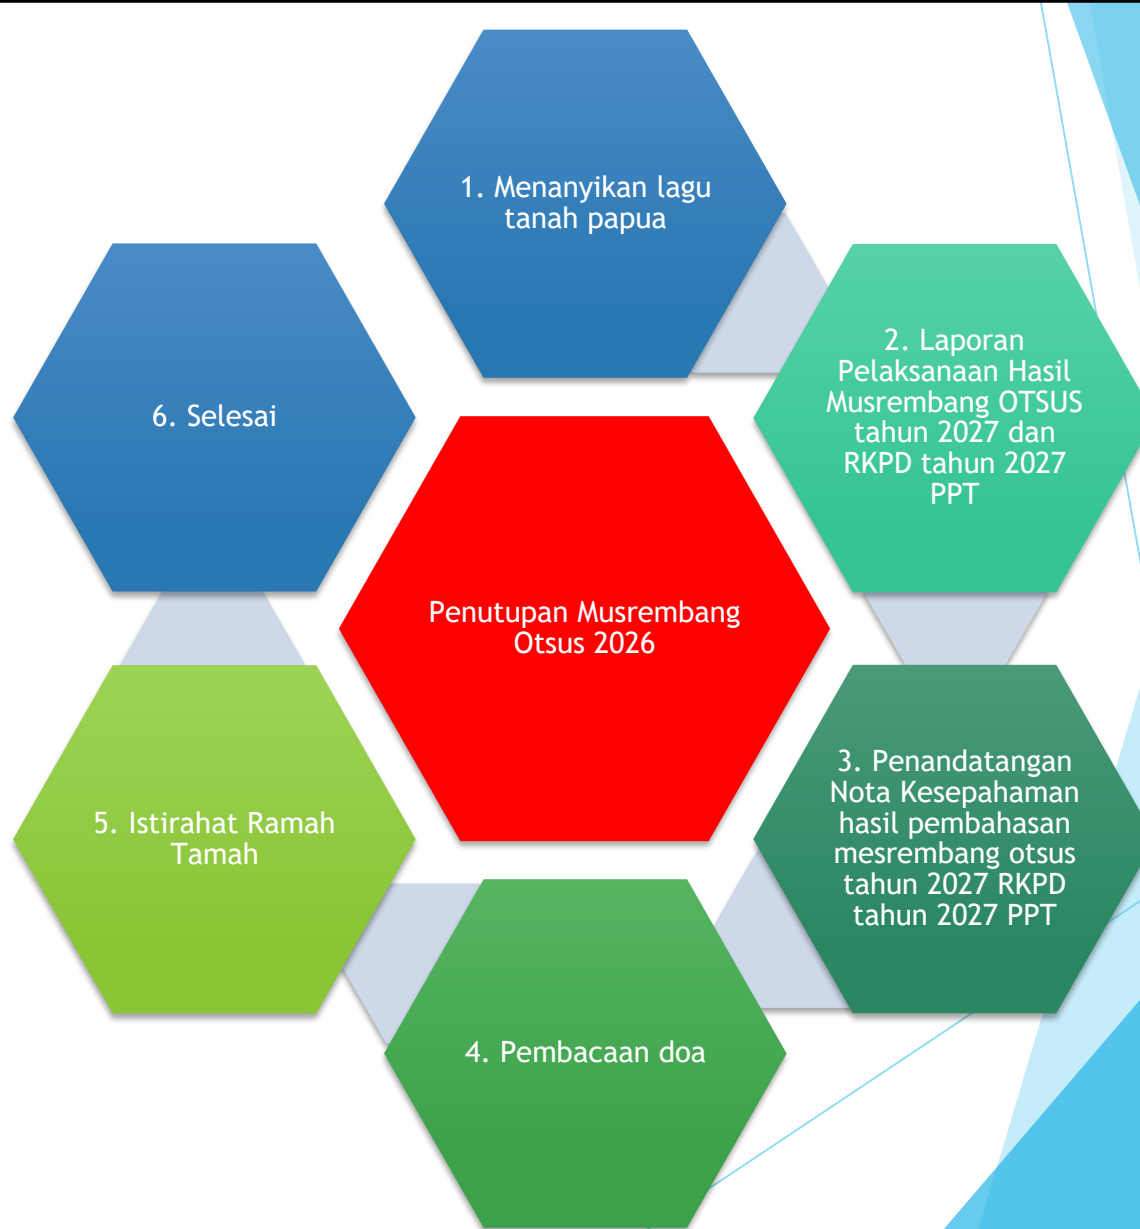 1. Menanyikan lagu
tanah papua
2. Laporan
Pelaksanaan Hasil
Musrembang OTSUS
tahun 2027 dan
RKPD tahun 2027
PPT
3. Penandatangan
Nota Kesepahaman
hasil pembahasan
mesrembang otsus
tahun 2027 RKPD
tahun 2027 PPT
4. Pembacaan doa
5. Istirahat Ramah
Tamah
6. Selesai
Penutupan Musrembang
Otsus 2026